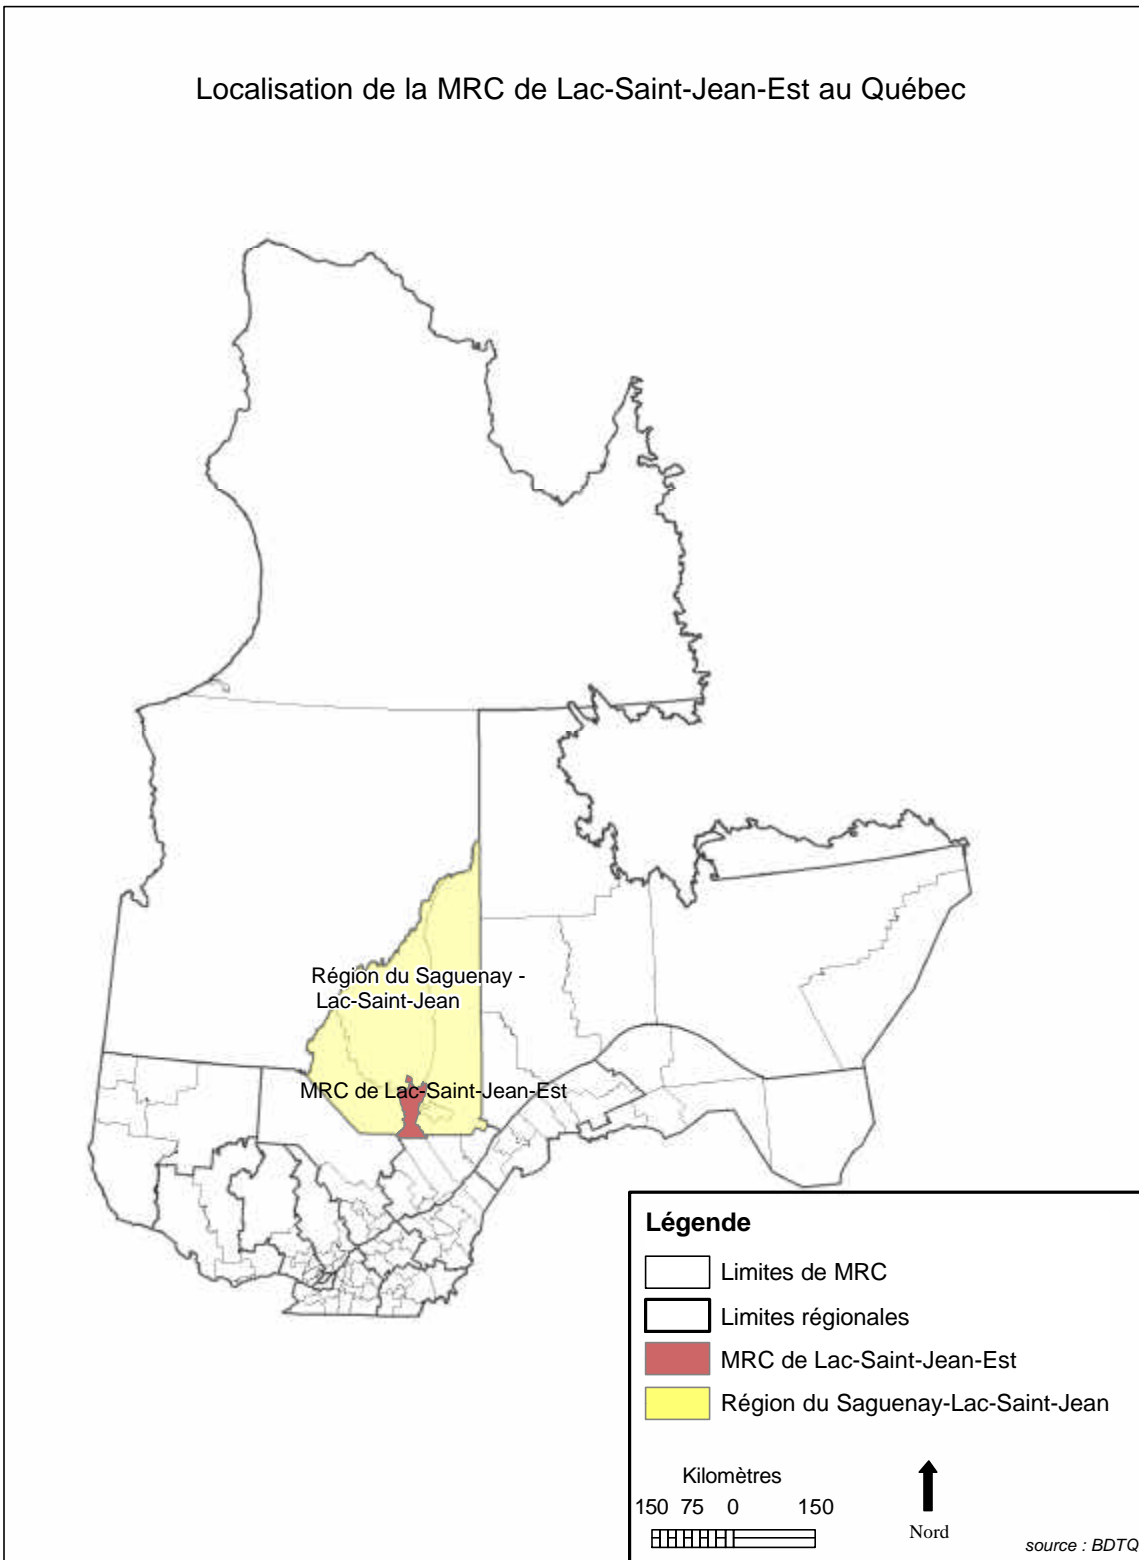 Localisation de la MRC de Lac-Saint-Jean-Est au Québec
Région du Saguenay -
Lac-Saint-Jean
MRC de Lac-Saint-Jean-Est
Légende
Limites de MRC
Limites régionales
MRC de Lac-Saint-Jean-Est
Région du Saguenay-Lac-Saint-Jean
Kilomètres
150 75 0 150
Nord
source : BDTQ